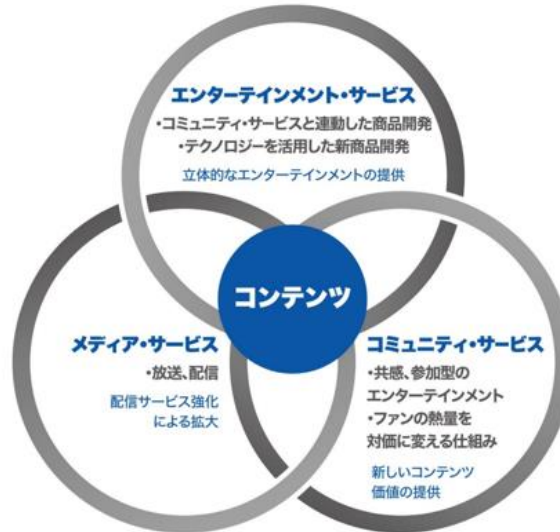 エンターテインメント・サービス
・コミュニティ・サービスと連動した商品開発
・テクノロジーを活用した新商品開発
立体的なエンターテインメントの提供
コンテンツ
メディア・サービス
・放送、配信
配信サービス強化
による拡大
コミュニティ・サービス
・共感、参加型の
エンターテインメント
・ファンの熱量を
対価に変える仕組み
新しいコンテンツ
価値の提供